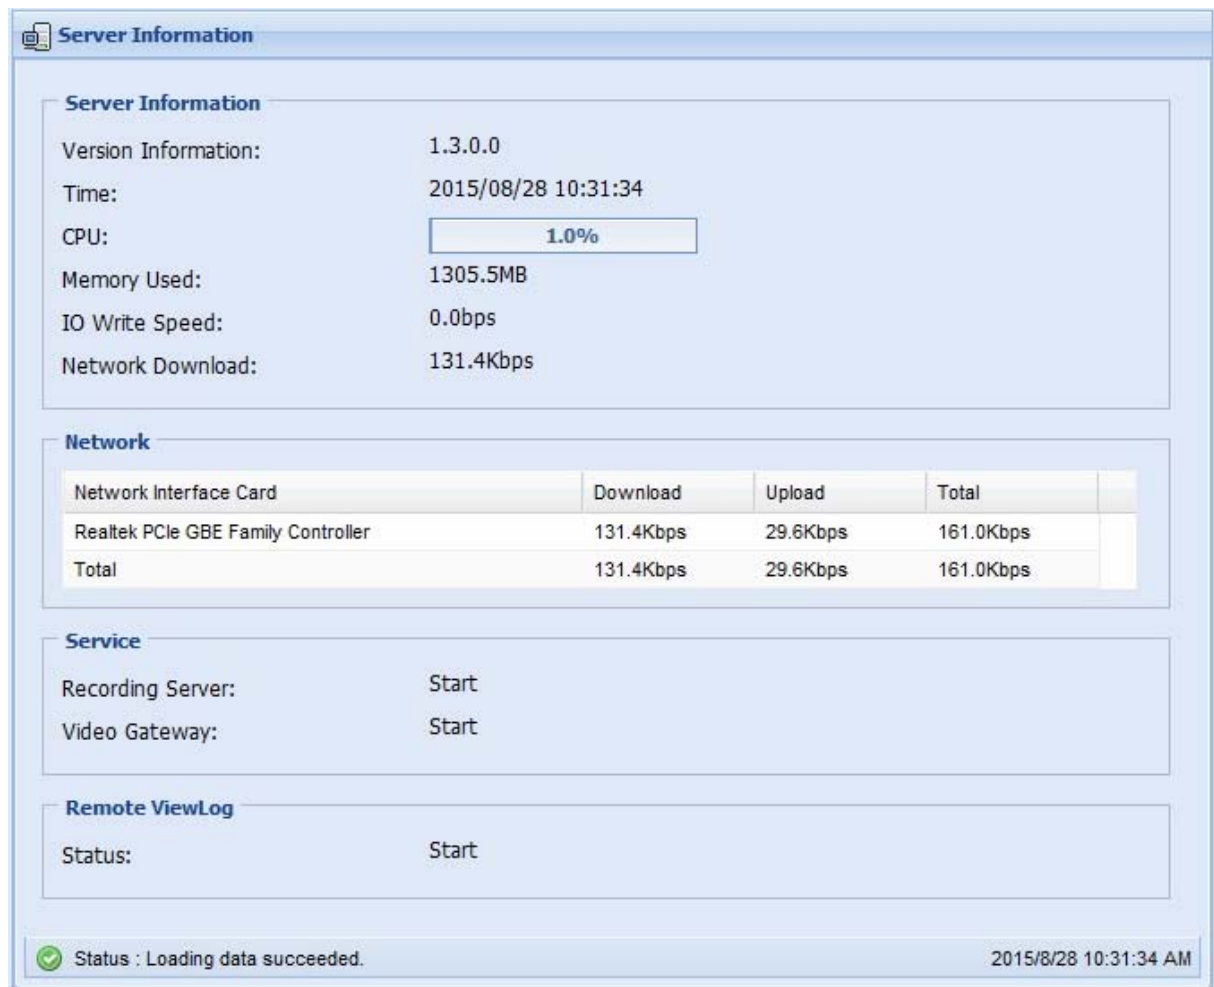 Server Information
Server Information
Version Information: 1.3.0.0
Time: 2015/08/28 10:31:34
CPU: 1.0%
Memory Used: 1305.5MB
IO Write Speed: 0.0bps
Network Download: 131.4Kbps
Network
Network Interface Card Download Upload Total
Realtek PCIe GBE Family Controller 131.4Kbps 29.6Kbps 161.0Kbps
Total 131.4Kbps 29.6Kbps 161.0Kbps
Service
Recording Server: Start
Video Gateway: Start
Remote ViewLog
Status: Start
Status : Loading data succeeded. 2015/8/28 10:31:34 AM